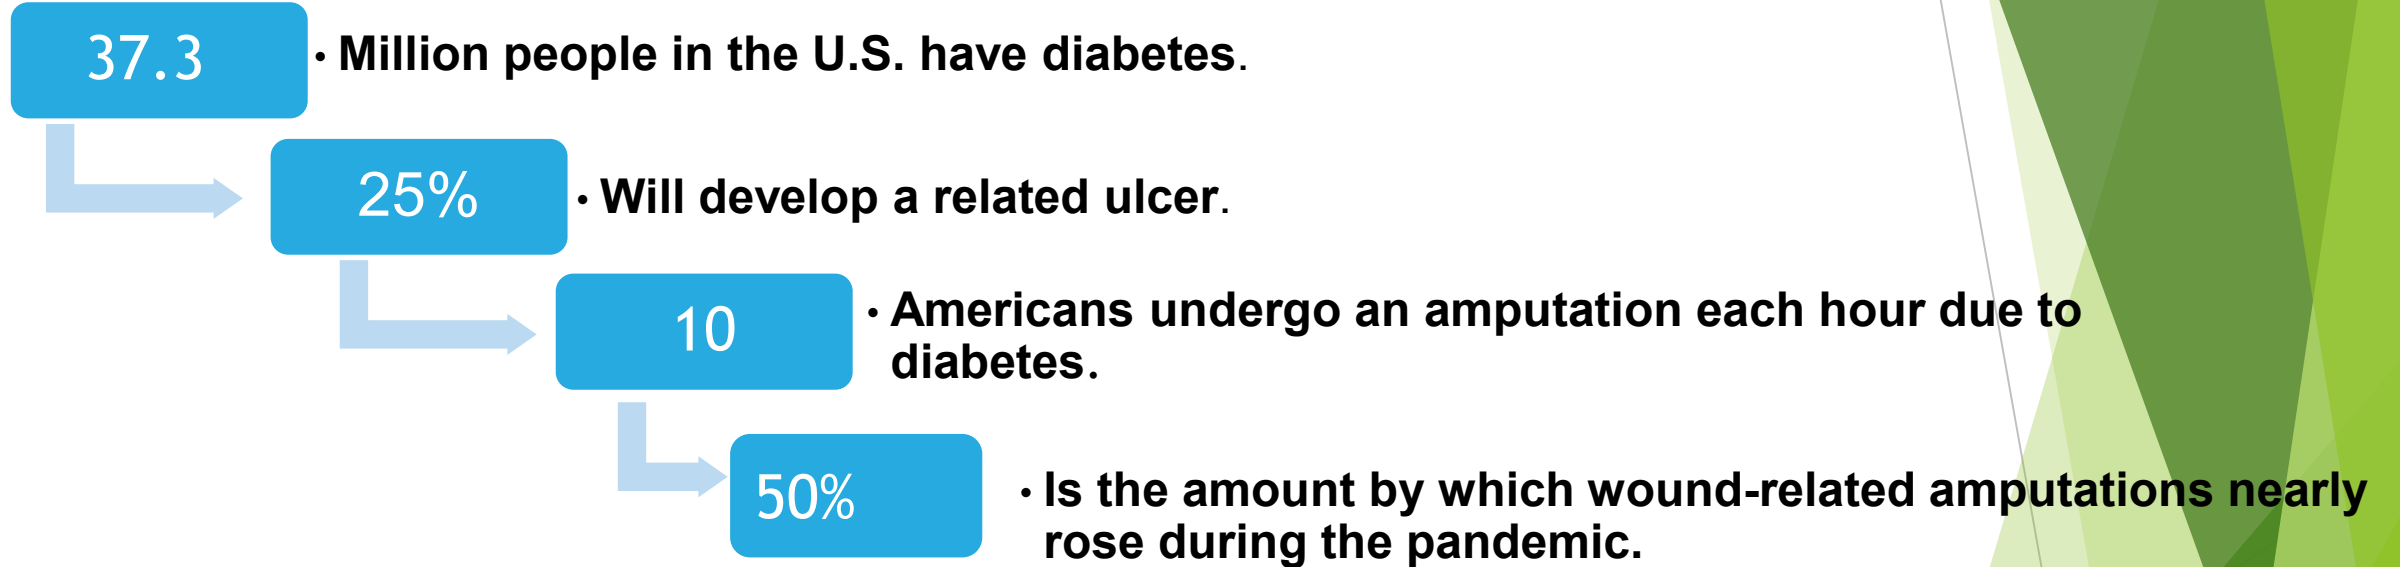 37.3
• Million people in the U.S. have diabetes.
25%
• Will develop a related ulcer.
10
• Americans undergo an amputation each hour due to
diabetes.
50%
• Is the amount by which wound-related amputations nearly
rose during the pandemic.